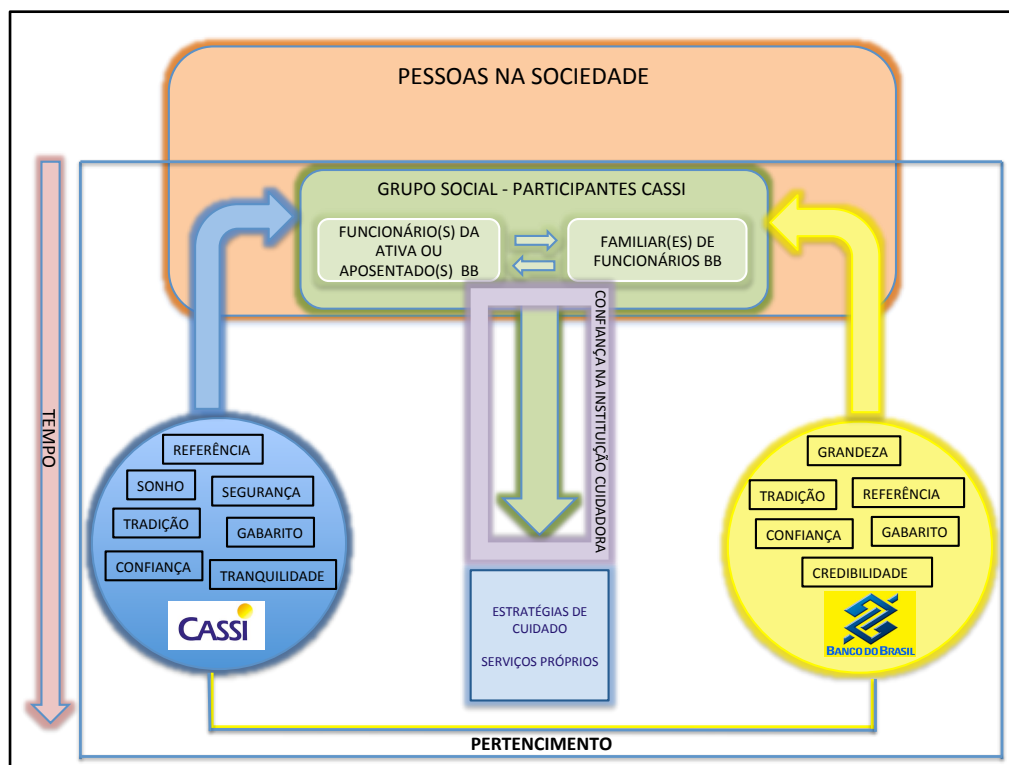 PESSOAS NA SOCIEDADE
GRUPO SOCIAL - PARTICIPANTES CASSI
FUNCIONÁRIO(S) DA
ATIVA OU
APOSENTADO(S) BB
FAMILIAR(ES) DE
FUNCIONÁRIOS BB
CONFIANÇA NA INSTITUIÇÃO CUIDADORA
TEMPO
REFERÊNCIA
SONHO
SEGURANÇA
TRADIÇÃO
GABARITO
CONFIANÇA
TRANQUILIDADE
CASSI
ESTRATÉGIAS DE
CUIDADO
SERVIÇOS PRÓPRIOS
GRANDEZA
TRADIÇÃO
REFERÊNCIA
CONFIANÇA
GABARITO
CREDIBILIDADE
BANCO DO BRASIL
PERTENCIMENTO